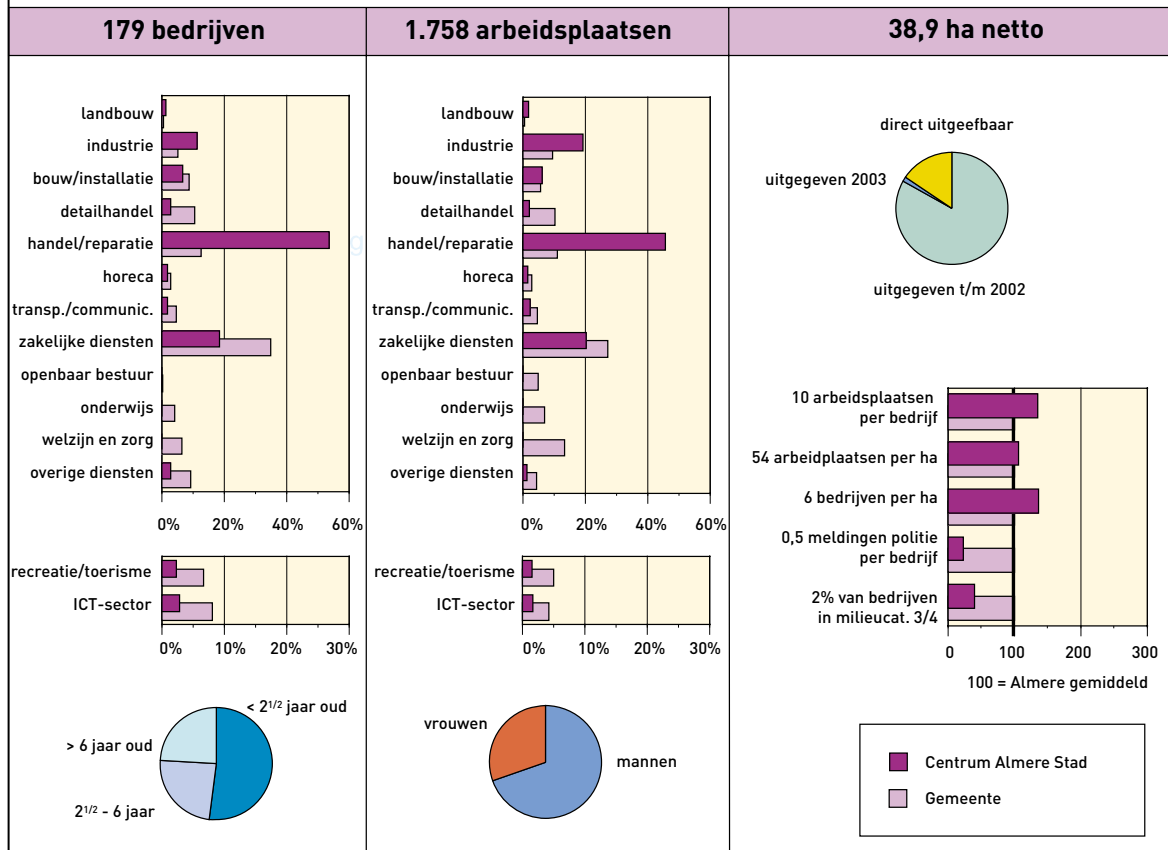 179 bedrijven
1.758 arbeidsplaatsen
38,9 ha netto
landbouw
industrie
bouw/installatie
detailhandel
handel/reparatie
horeca
transp./communic.
zakelijke diensten
openbaar bestuur
onderwijs
welzijn en zorg
overige diensten
0% 20% 40% 60%
recreatie/toerisme
ICT-sector
0% 10% 20% 30%
< 2 1/2 jaar oud
> 6 jaar oud
2 1/2 - 6 jaar
landbouw
industrie
bouw/installatie
detailhandel
handel/reparatie
horeca
transp./communic.
zakelijke diensten
openbaar bestuur
onderwijs
welzijn en zorg
overige diensten
0% 20% 40% 60%
recreatie/toerisme
ICT-sector
0% 10% 20% 30%
vrouwen
mannen
direct uitgeefbaar
uitgegeven 2003
uitgegeven t/m 2002
10 arbeidsplaatsen
per bedrijf
54 arbeidplaatsen per ha
6 bedrijven per ha
0,5 meldingen politie
per bedrijf
2% van bedrijven
in milieucat. 3/4
0 100 200 300
100 = Almere gemiddeld
Centrum Almere Stad
Gemeente